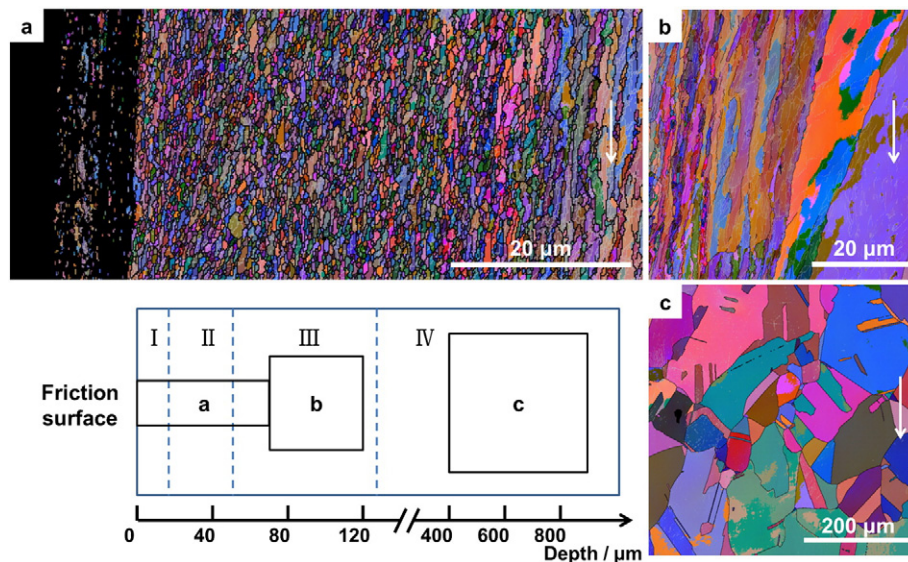 a
20 μm
b
20 μm
c
200 μm
I
II
III
IV
Friction
surface
a
b
c
0
40
80
120
400
600
800
Depth / μm